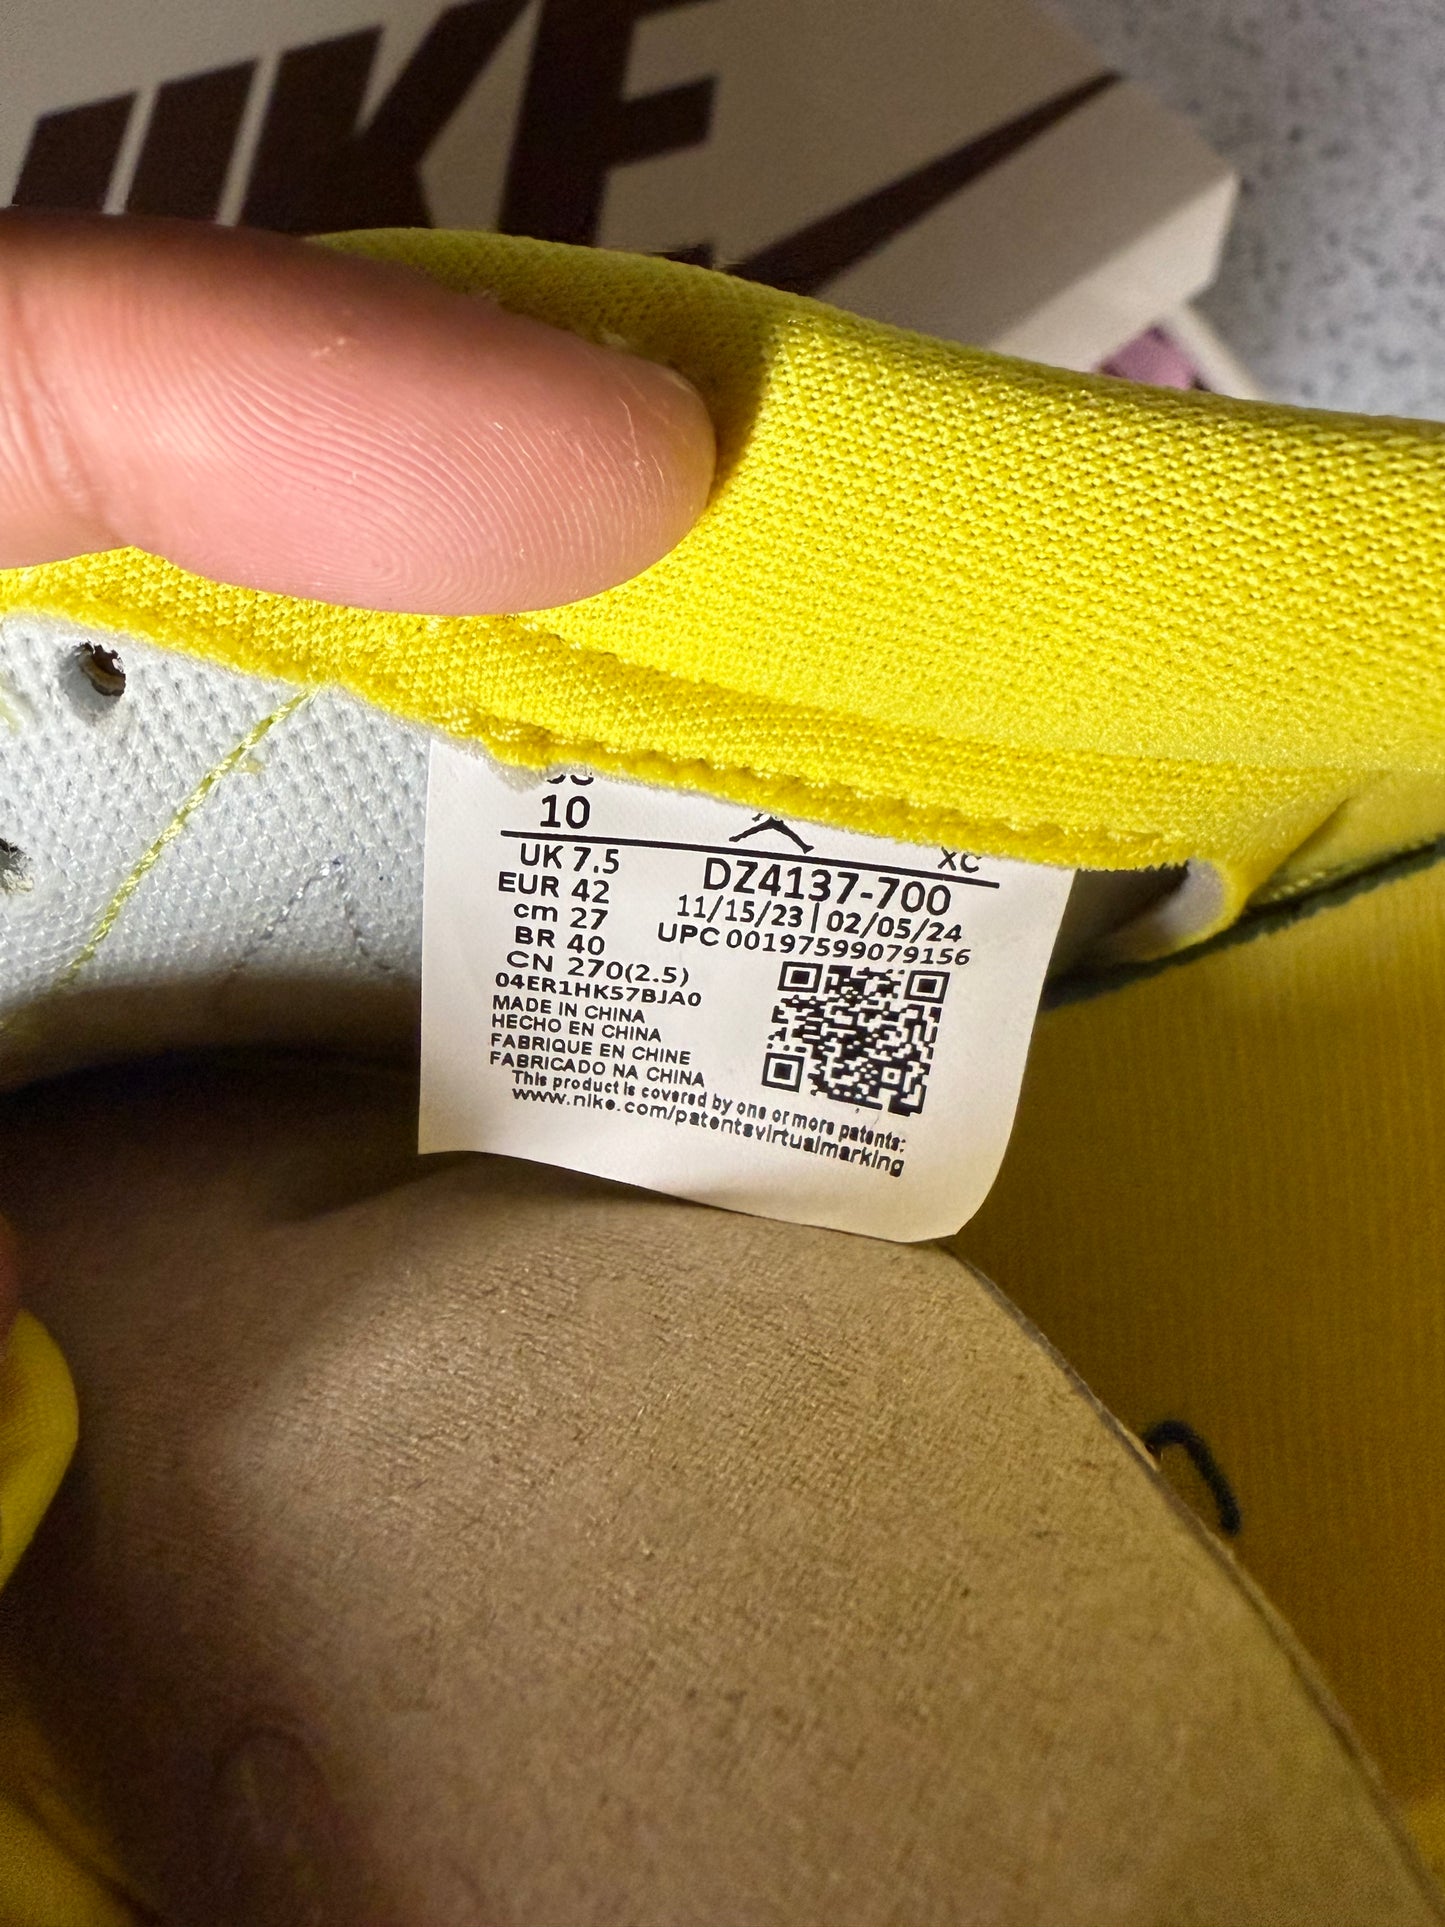 NIKE
10
UK 7.5
EUR 42
cm 27
BR 40
CN 270(2.5)
04ER1HK57BJA0
MADE IN CHINA
HECHO EN CHINA
FABRIQUE EN CHINE
FABRICADO NA CHINA
XC
DZ4137-700
11/15/23 | 02/05/24
UPC 00197599079156
This product is covered by one or more patents:
www.nike.com/patentsvirtualmarking